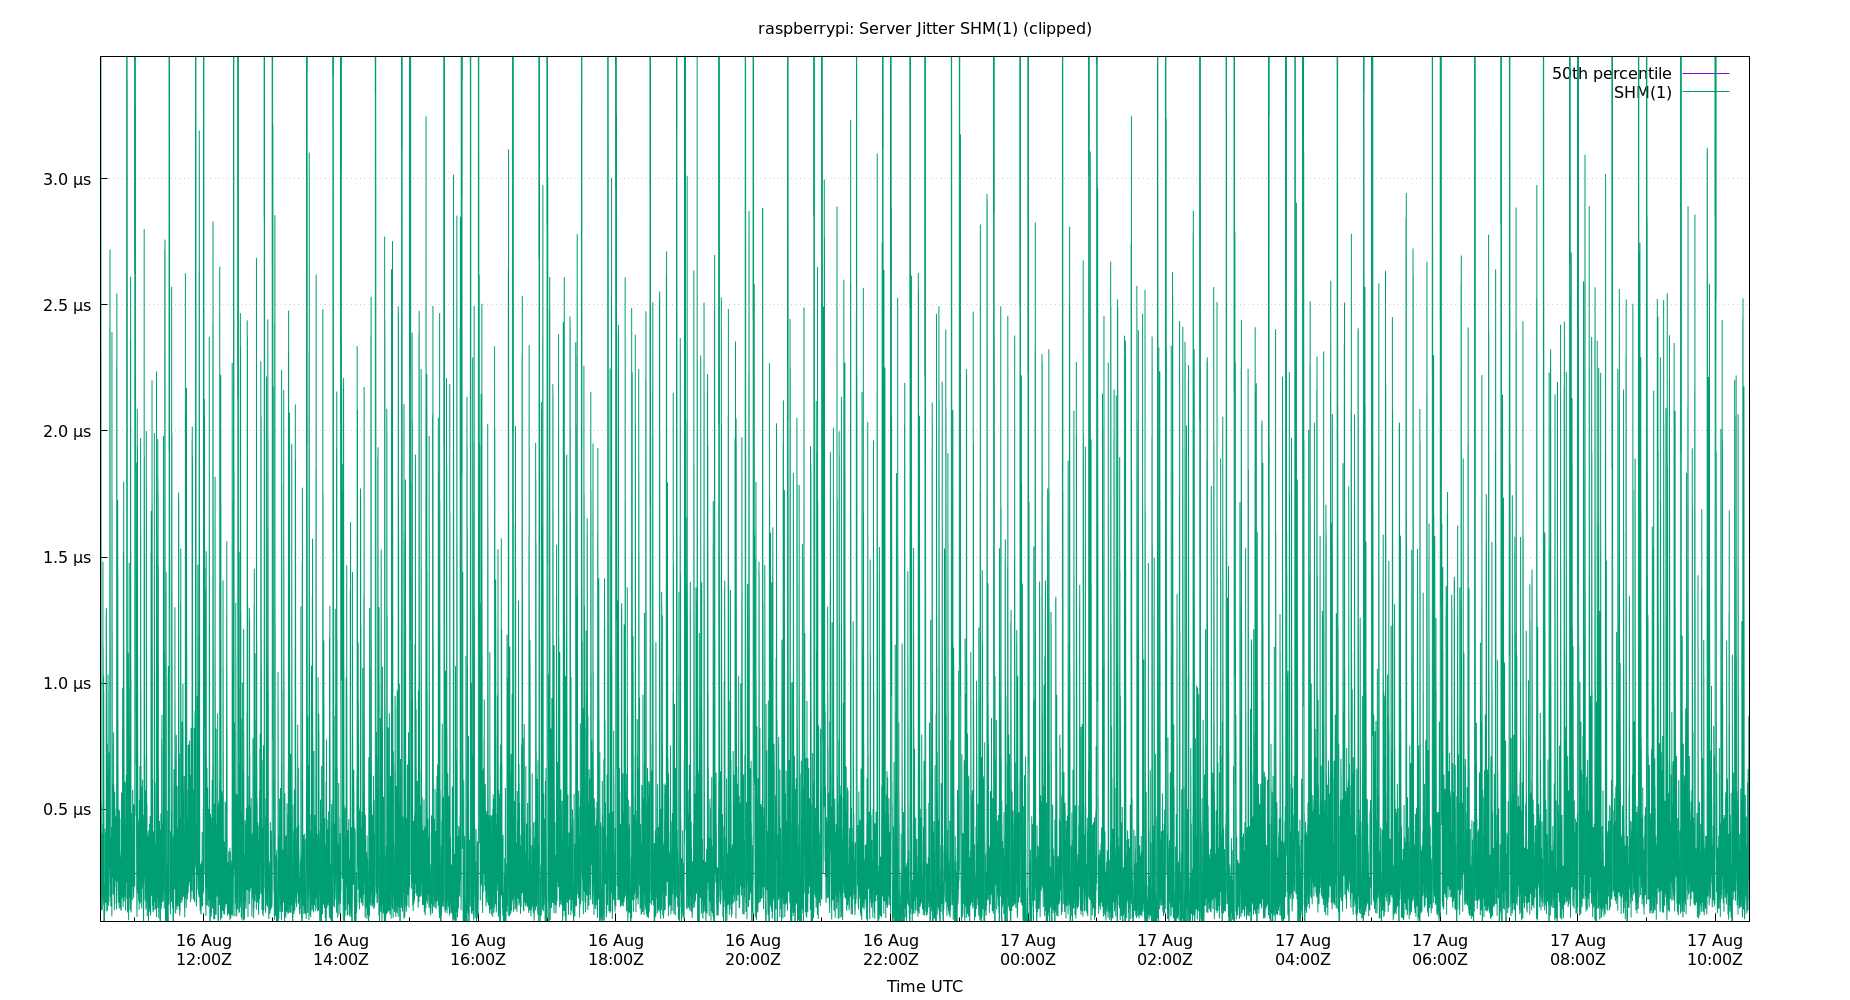 raspberrypi: Server Jitter SHM(1) (clipped)
50th percentile
SHM(1)
3.0 µs
2.5 µs
2.0 µs
1.5 µs
1.0 µs
0.5 µs
16 Aug 16 Aug 16 Aug 16 Aug 16 Aug 16 Aug 17 Aug 17 Aug 17 Aug 17 Aug 17 Aug 17 Aug
12:00Z 14:00Z 16:00Z 18:00Z 20:00Z 22:00Z 00:00Z 02:00Z 04:00Z 06:00Z 08:00Z 10:00Z
Time UTC